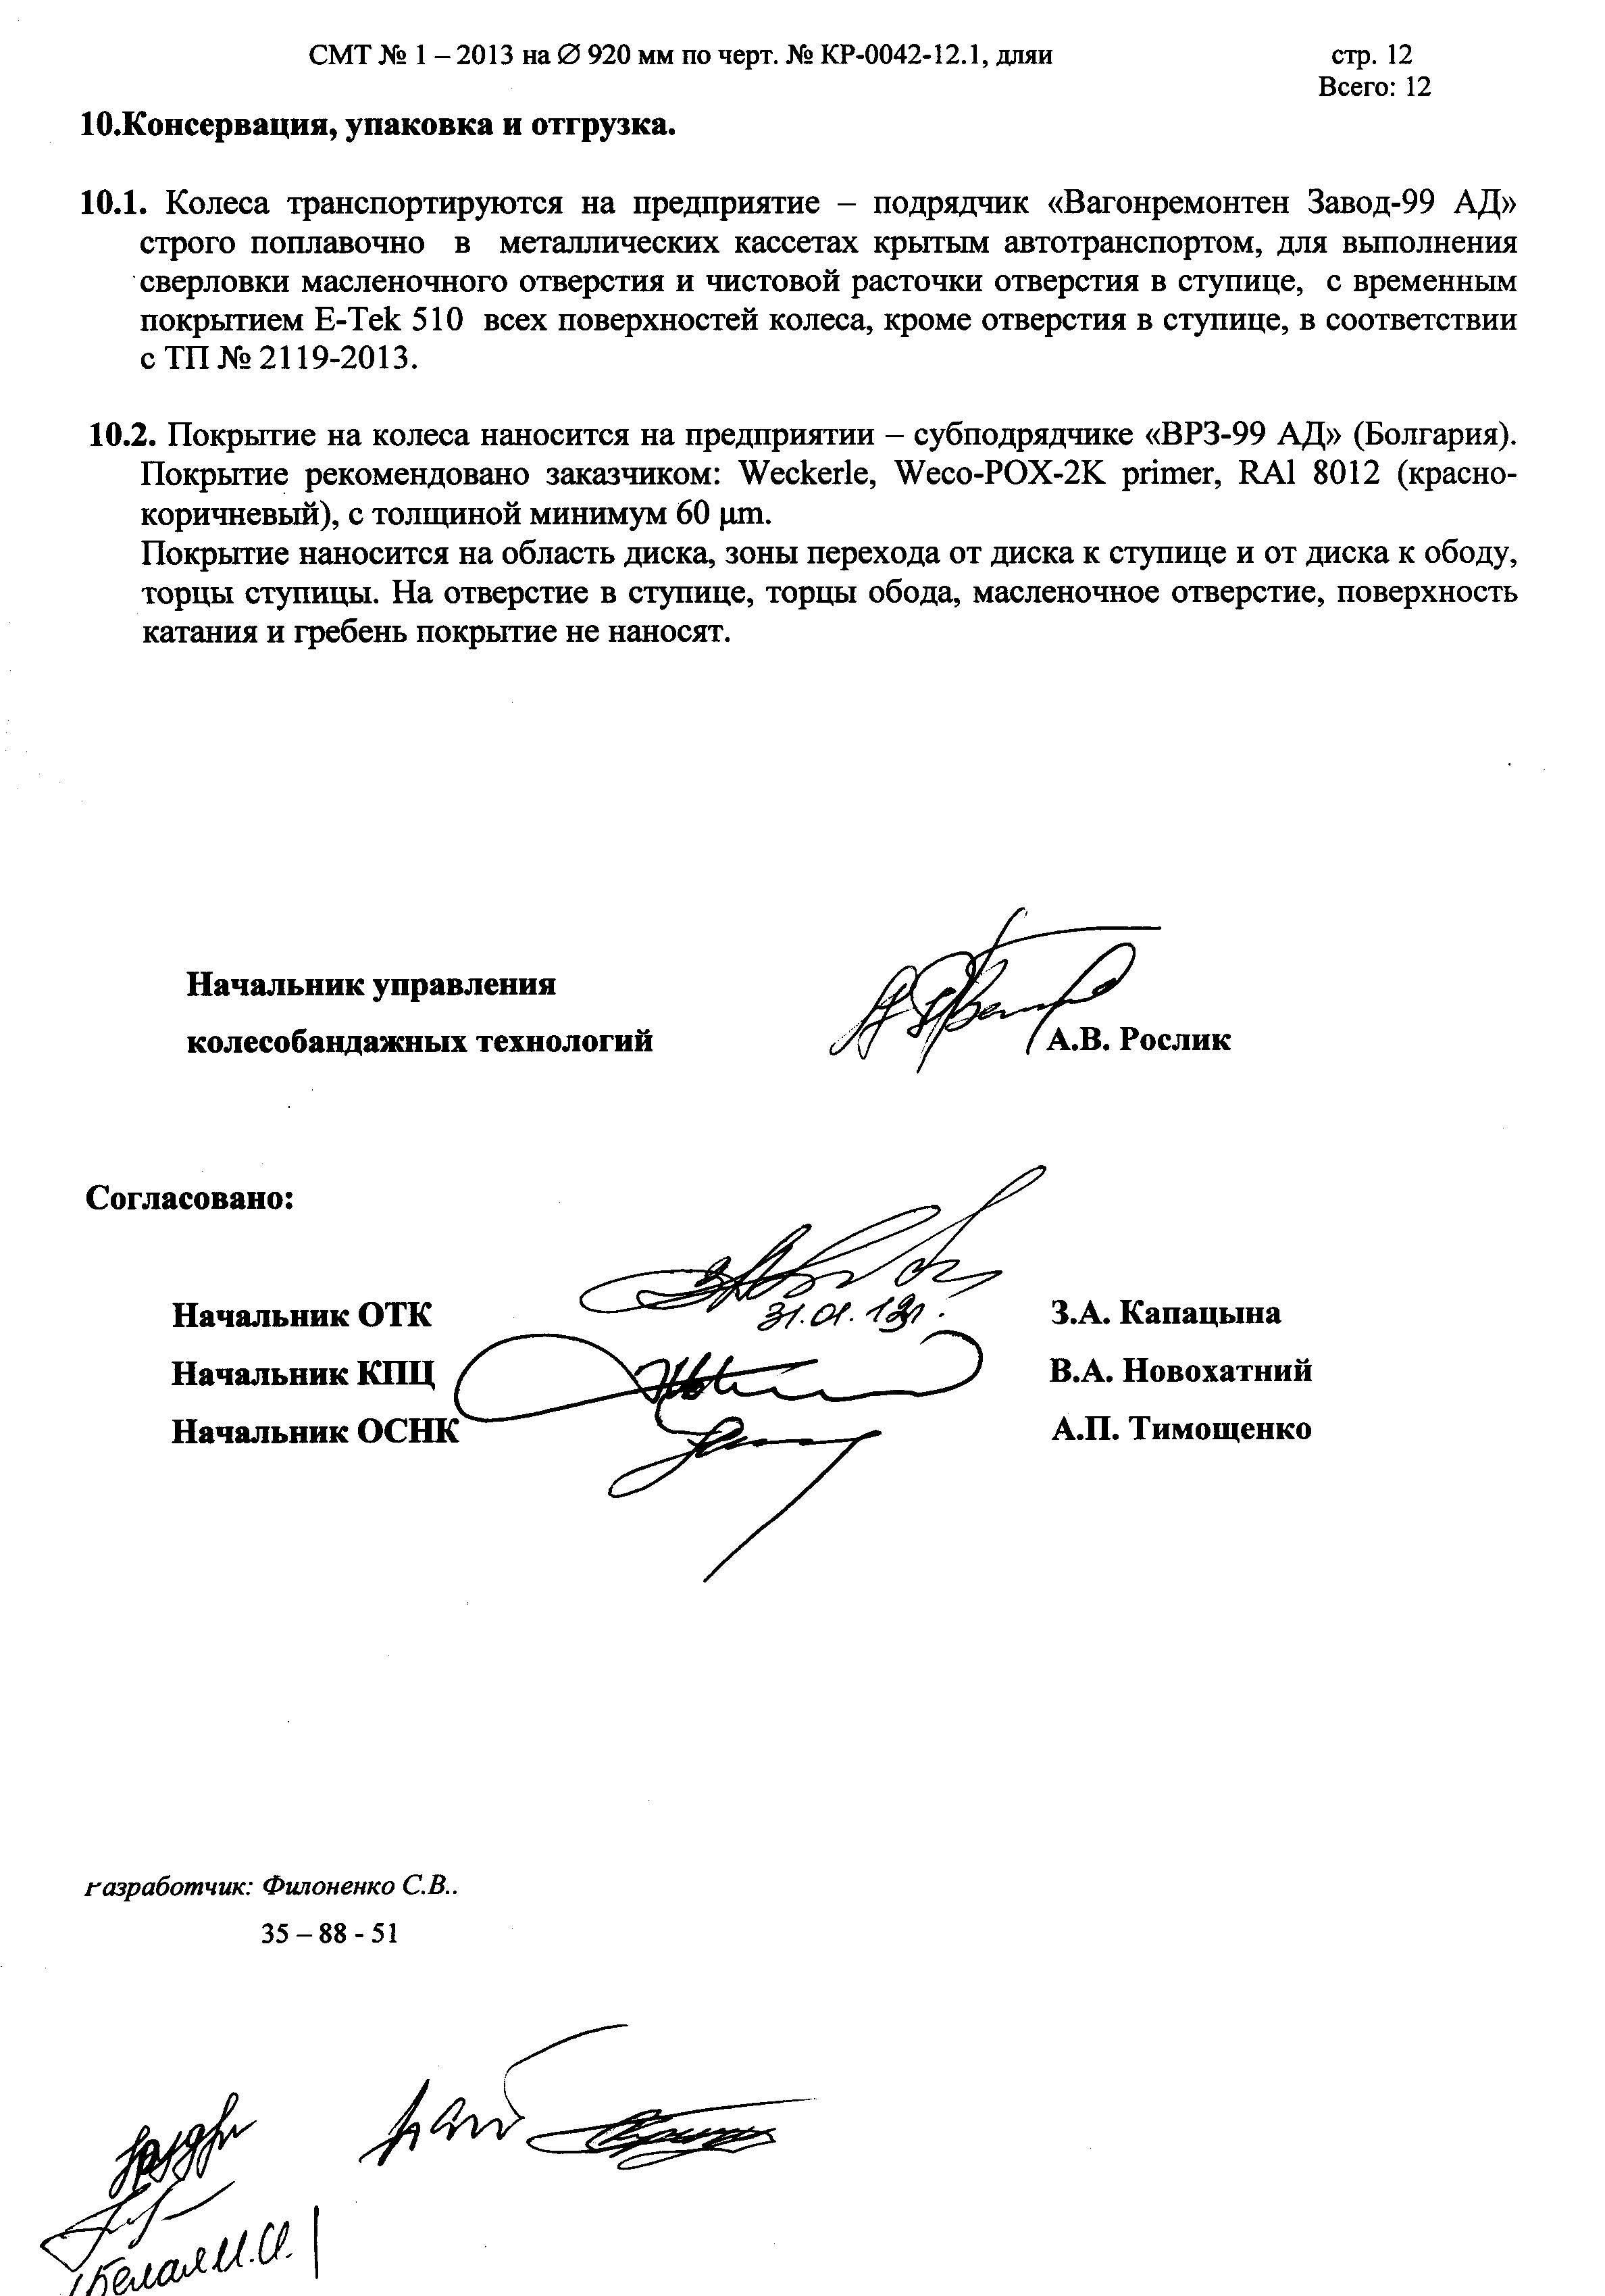 СМТ № 1 – 2013 на ∅ 920 мм по черт. № КР-0042-12.1, дляи стр. 12
Всего: 12
10.Консервация, упаковка и отгрузка.
10.1. Колеса транспортируются на предприятие – подрядчик «Вагонремонтен Завод-99 АД»
строго поплавочно в металлических кассетах крытым автотранспортом, для выполнения
сверловки масленочного отверстия и чистовой расточки отверстия в ступице, с временным
покрытием E-Tek 510 всех поверхностей колеса, кроме отверстия в ступице, в соответствии
с ТП № 2119-2013.
10.2. Покрытие на колеса наносится на предприятии – субподрядчике «ВРЗ-99 АД» (Болгария).
Покрытие рекомендовано заказчиком: Weckerle, Weco-POX-2K primer, RAl 8012 (красно-
коричневый), с толщиной минимум 60 μm.
Покрытие наносится на область диска, зоны перехода от диска к ступице и от диска к ободу,
торцы ступицы. На отверстие в ступице, торцы обода, масленочное отверстие, поверхность
катания и гребень покрытие не наносят.
Начальник управления
колесобандажных технологий А.В. Рослик
Согласовано:
Начальник ОТК 31.01.13г. З.А. Капацына
Начальник КПЦ В.А. Новохатний
Начальник ОСНК А.П. Тимощенко
Разработчик: Филоненко С.В..
35 – 88 - 51
Белая И.И.